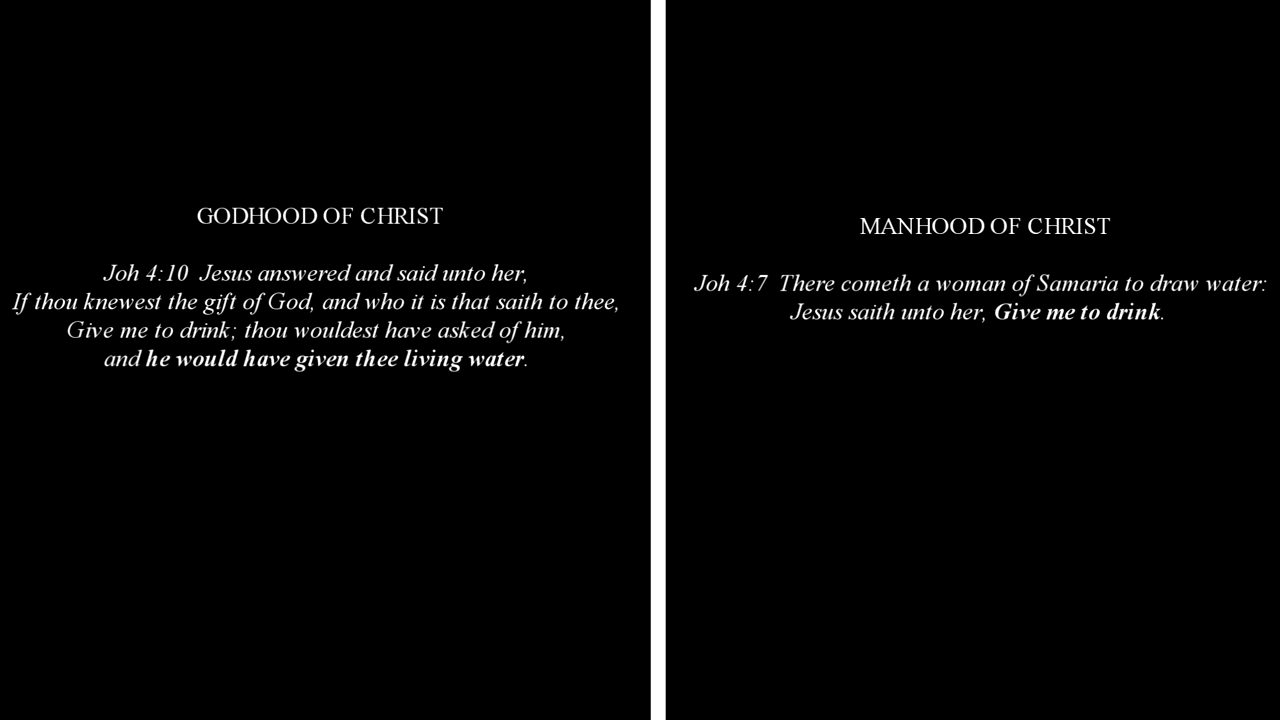 GODHOOD OF CHRIST
Joh 4:10 Jesus answered and said unto her,
If thou knewest the gift of God, and who it is that saith to thee,
Give me to drink; thou wouldest have asked of him,
and he would have given thee living water.
MANHOOD OF CHRIST
Joh 4:7 There cometh a woman of Samaria to draw water:
Jesus saith unto her, Give me to drink.